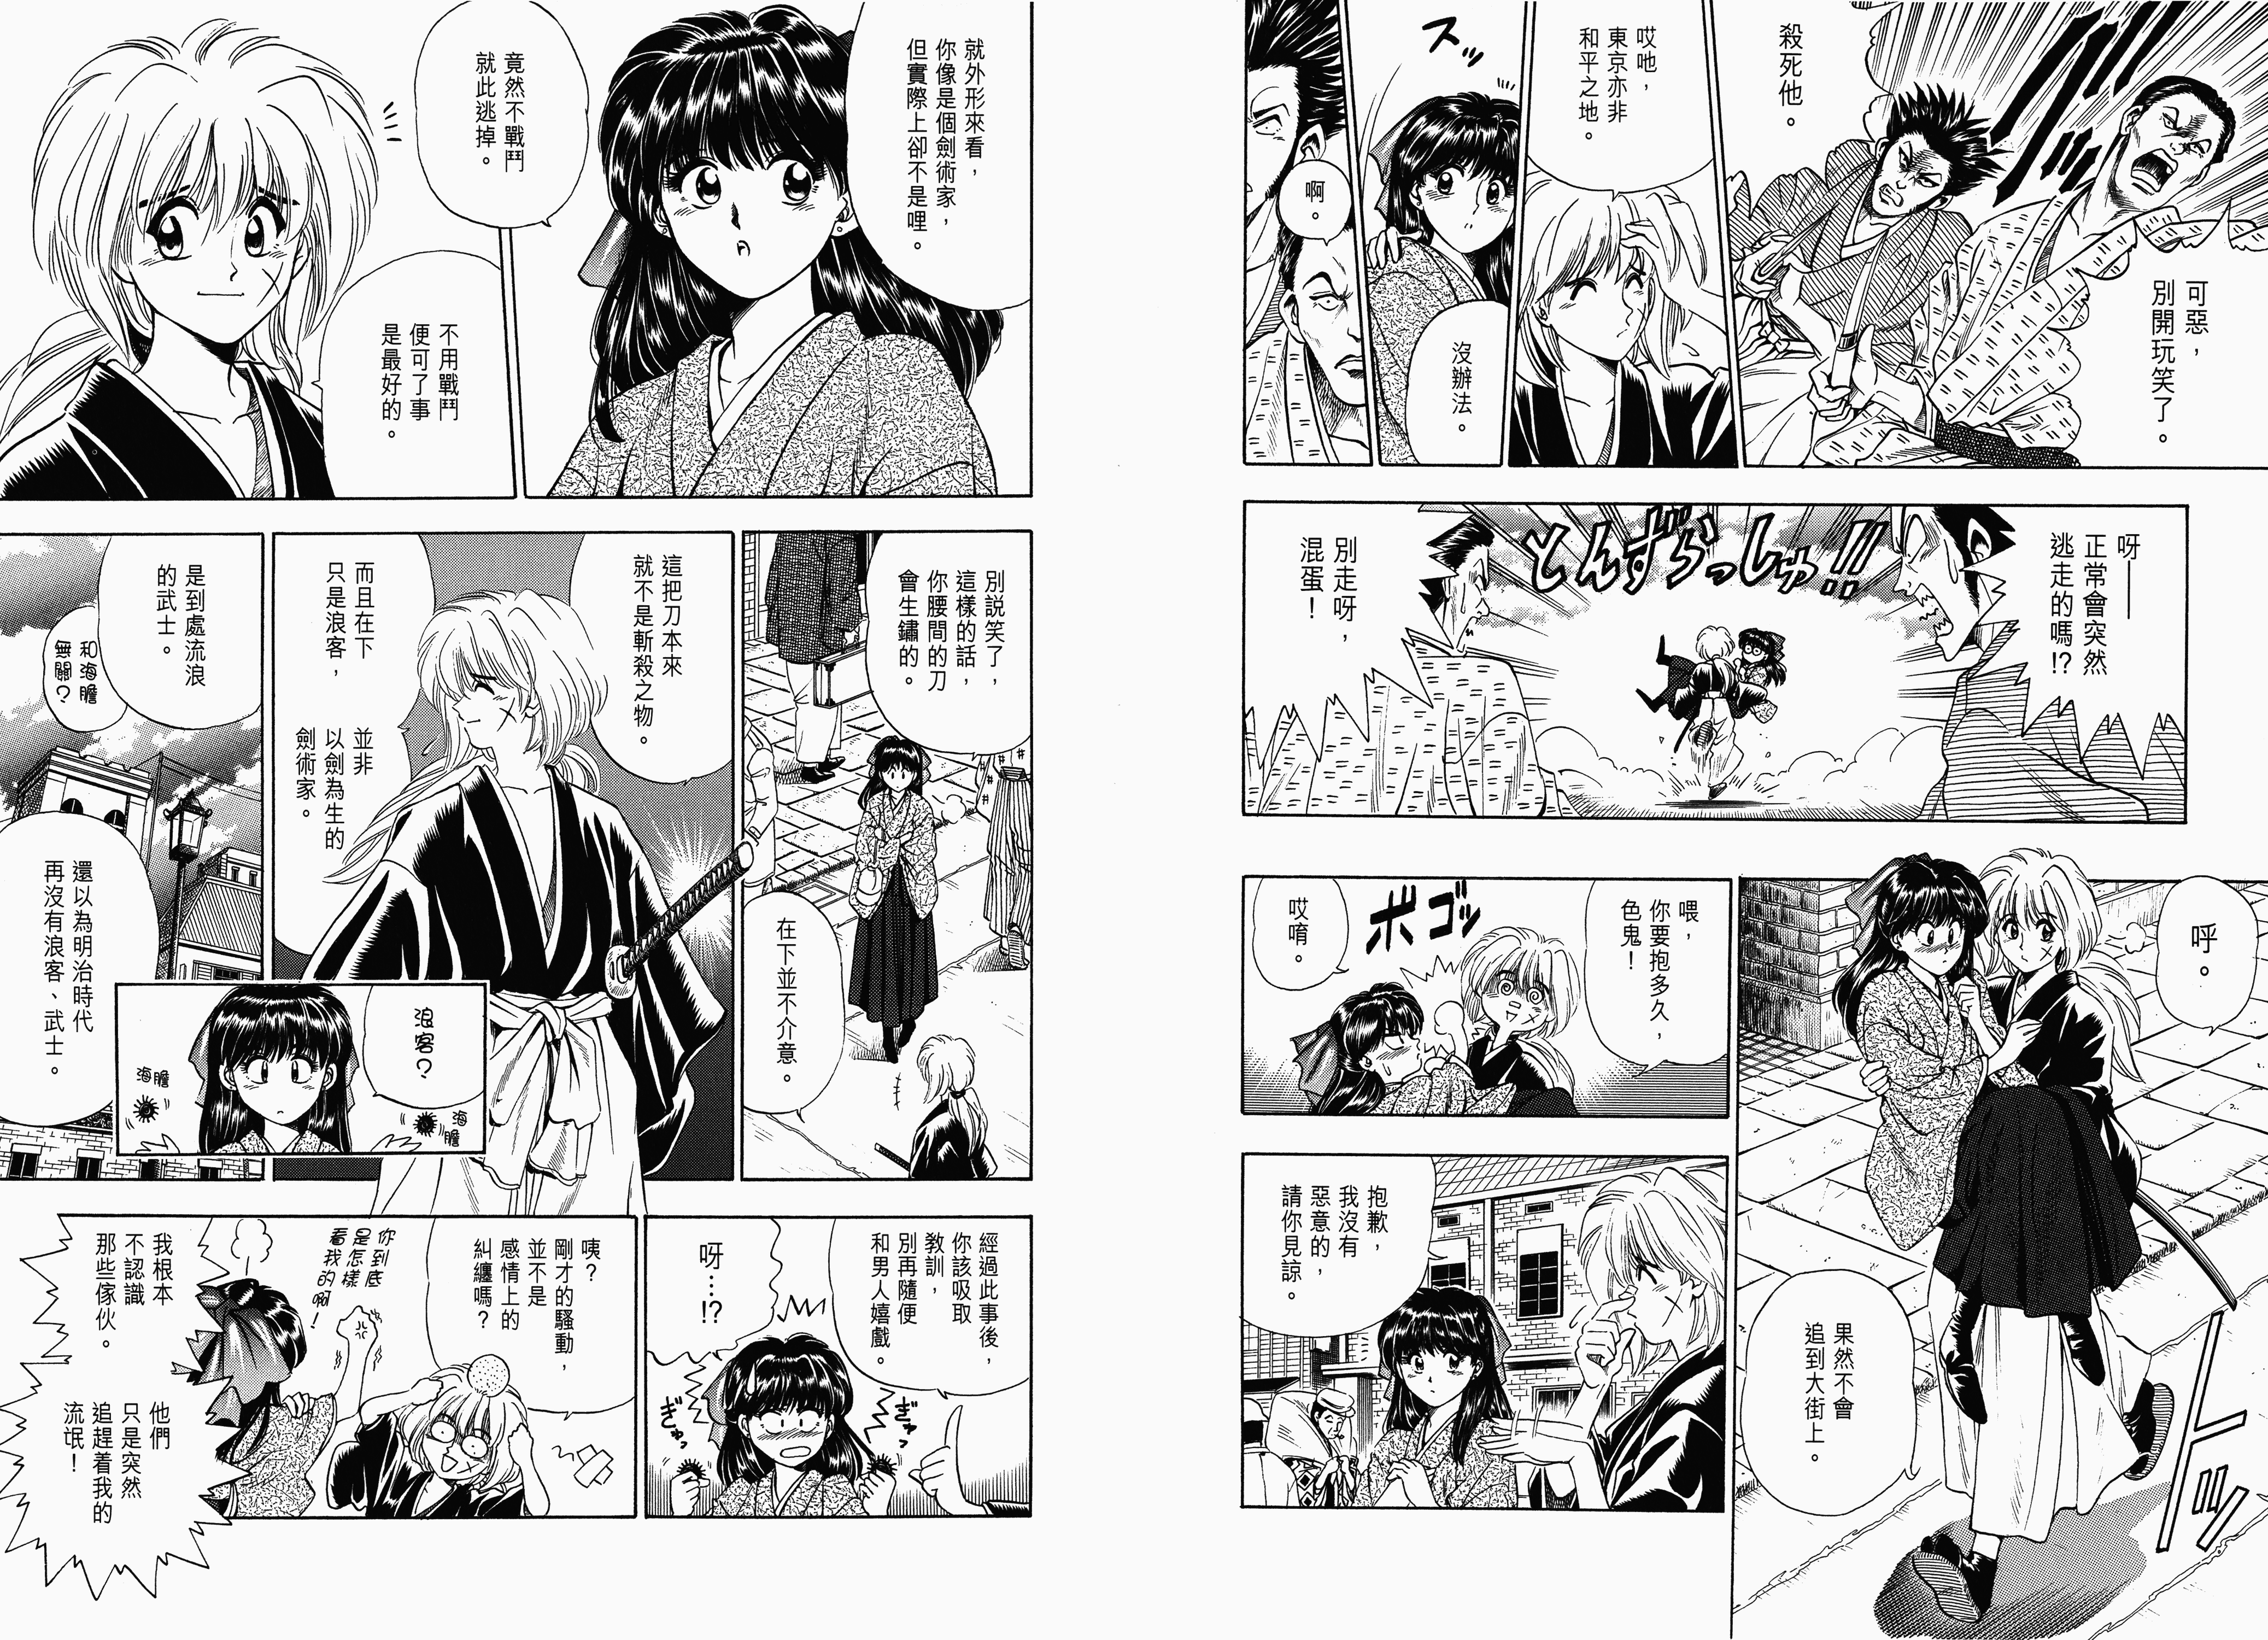 可惡，
別開玩笑了。
殺死他。
哎吔，
東京亦非
和平之地。
スッ
沒辦法。
啊。
呀——
正常會突然
逃走的嗎!?
とんずらっしゅ!!
別走呀，
混蛋！
呼。
果然不會
追到大街上。
トッ
喂，
你要抱多久，
色鬼！
ボゴッ
哎唷。
抱歉，
我沒有
惡意的，
請你見諒。
就外形來看，
你像是個劍術家，
但實際上卻不是哩。
竟然不戰鬥
就此逃掉。
不用戰鬥
便可了事
是最好的。
別説笑了，
這樣的話，
你腰間的刀
會生鏽的。
在下並不介意。
這把刀本來
就不是斬殺之物。
而且在下
只是浪客，
並非
以劍為生的
劍術家。
浪客？
海膽
海膽
是到處流浪
的武士。
和海膽
無關？
還以為明治時代
再沒有浪客、武士。
經過此事後，
你該吸取
教訓，
別再隨便
和男人嬉戲。
呀…!?
ぎゅっ
ぎゅっ
咦？
剛才的騷動，
並不是
感情上的
糾纏嗎？
你到底
是怎樣
看我的啊！
我根本
不認識
那些傢伙。
他們
只是突然
追趕着我的
流氓！